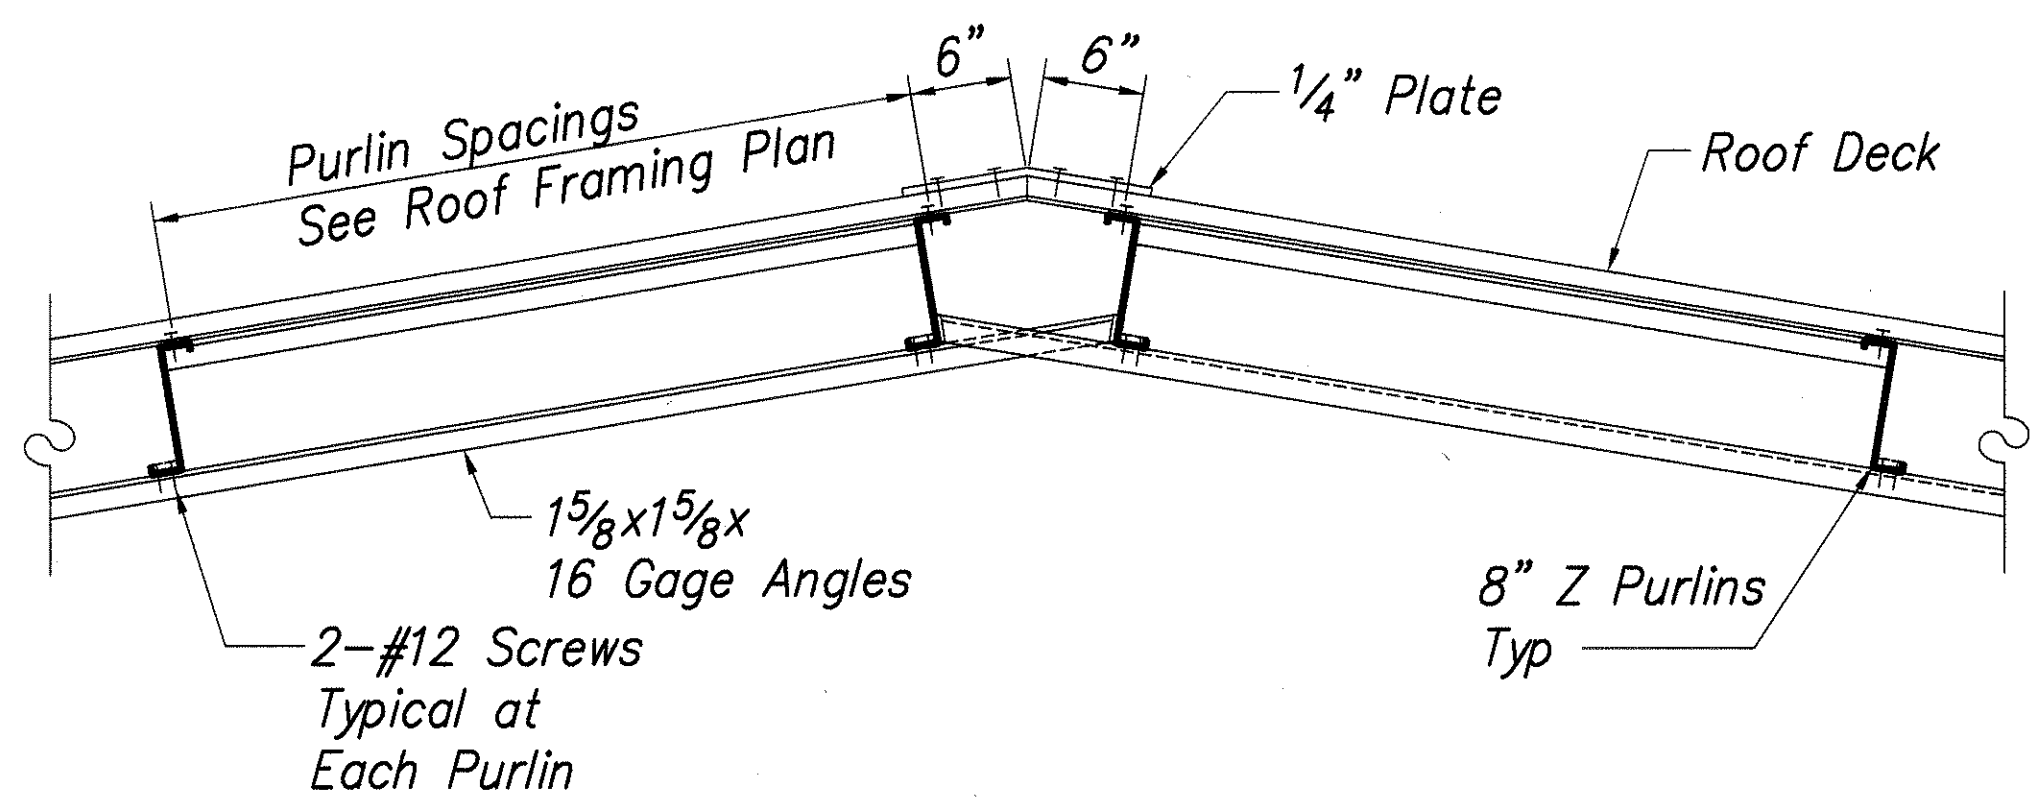 6" 6"
1/4" Plate
Purlin Spacings
See Roof Framing Plan
Roof Deck
1 5/8x1 5/8x
16 Gage Angles
8" Z Purlins
Typ
2-#12 Screws
Typical at
Each Purlin